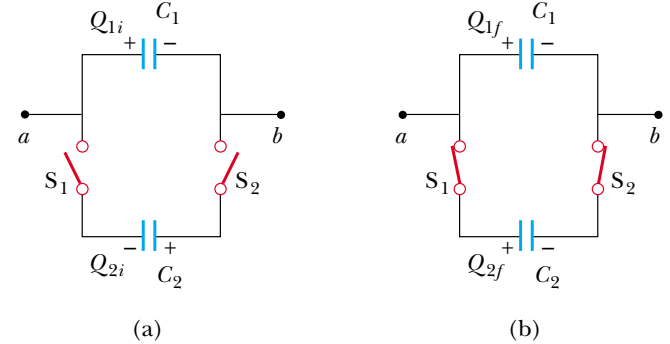 Q1i C1
+ −
a b
S1 S2
− +
Q2i C2
(a)
Q1f C1
+ −
a b
S1 S2
+ −
Q2f C2
(b)